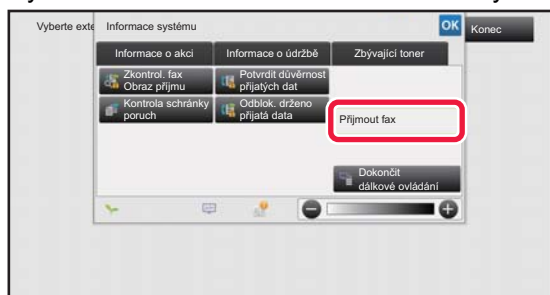 Vyberte exte
Informace systému
OK
Konec
Informace o akci
Informace o údržbě
Zbývající toner
Zkontrol. fax
Obraz příjmu
Potvrdit důvěrnost
přijatých dat
Kontrola schránky
poruch
Odblok. drženo
přijatá data
Přijmout fax
Dokončit
dálkové ovládání